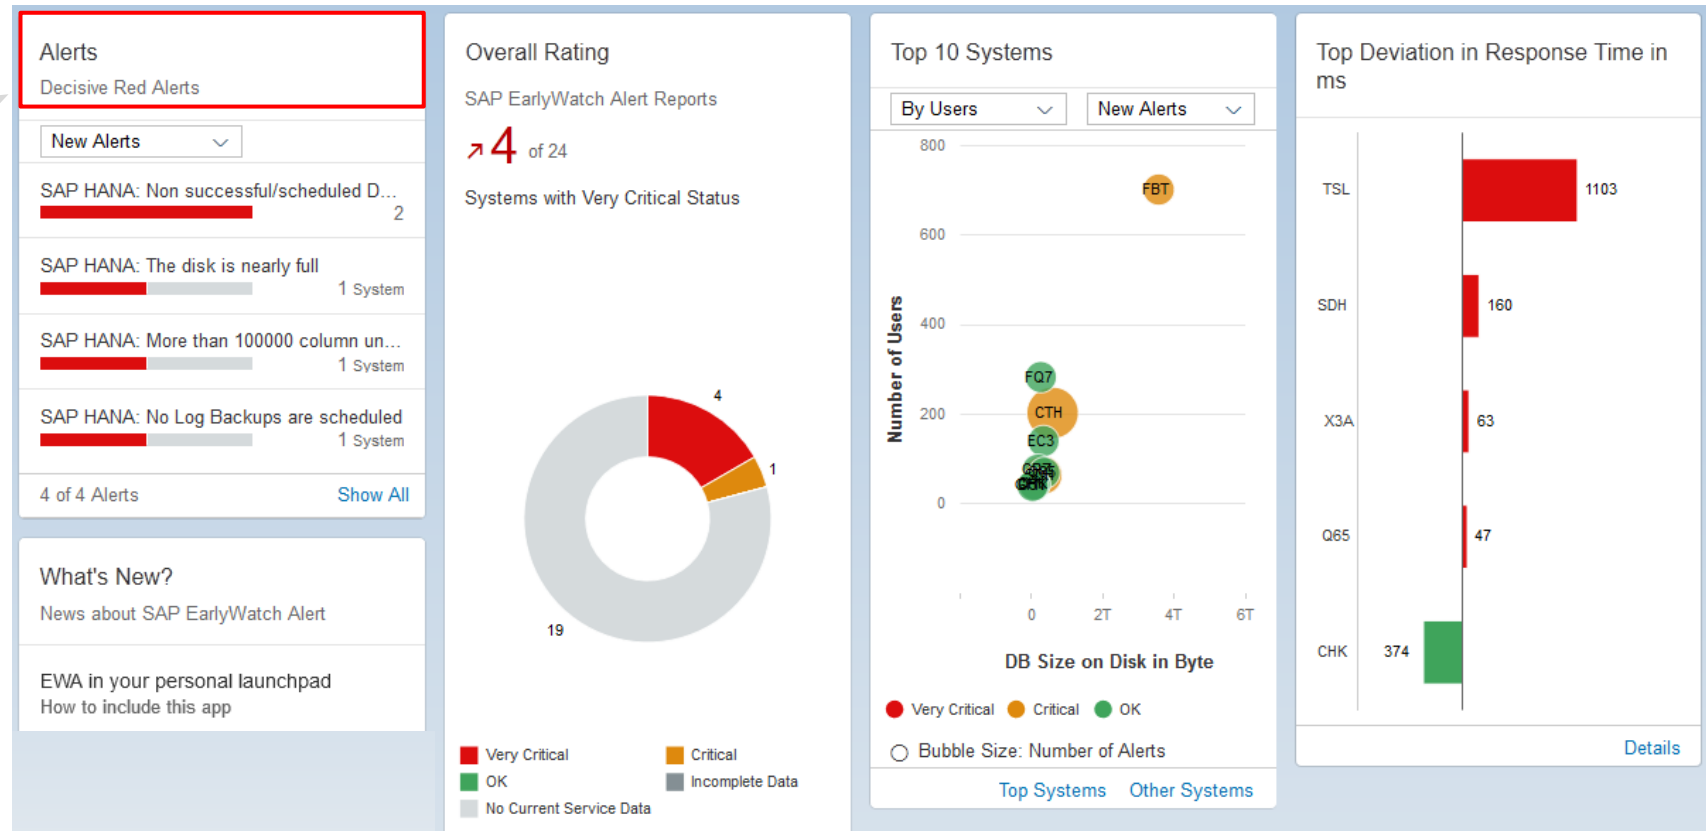 Alerts
Decisive Red Alerts
New Alerts
SAP HANA: Non successful/scheduled D...
2
SAP HANA: The disk is nearly full
1 System
SAP HANA: More than 100000 column un...
1 System
SAP HANA: No Log Backups are scheduled
1 System
4 of 4 Alerts Show All
What's New?
News about SAP EarlyWatch Alert
EWA in your personal launchpad
How to include this app
Overall Rating
SAP EarlyWatch Alert Reports
4 of 24
Systems with Very Critical Status
4
1
19
Very Critical Critical
OK Incomplete Data
No Current Service Data
Top 10 Systems
By Users New Alerts
800
600
400
200
0
Number of Users
FBT
FQ7
CTH
EC3
0 2T 4T 6T
DB Size on Disk in Byte
Very Critical Critical OK
Bubble Size: Number of Alerts
Top Systems Other Systems
Top Deviation in Response Time in
ms
TSL 1103
SDH 160
X3A 63
Q65 47
CHK 374
Details